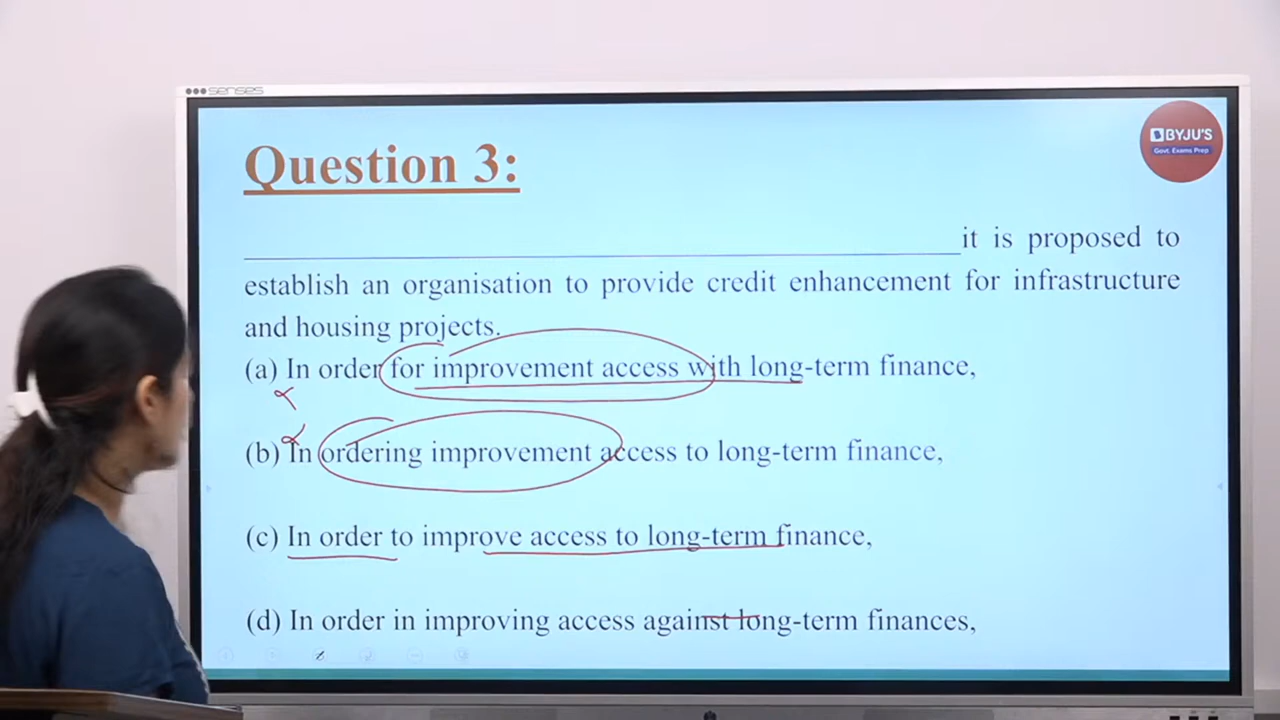 senses
BYJU'S
Govt. Exams Prep
Question 3:
______________________ it is proposed to
establish an organisation to provide credit enhancement for infrastructure
and housing projects.
(a) In order for improvement access with long-term finance,
(b) In ordering improvement access to long-term finance,
(c) In order to improve access to long-term finance,
(d) In order in improving access against long-term finances,